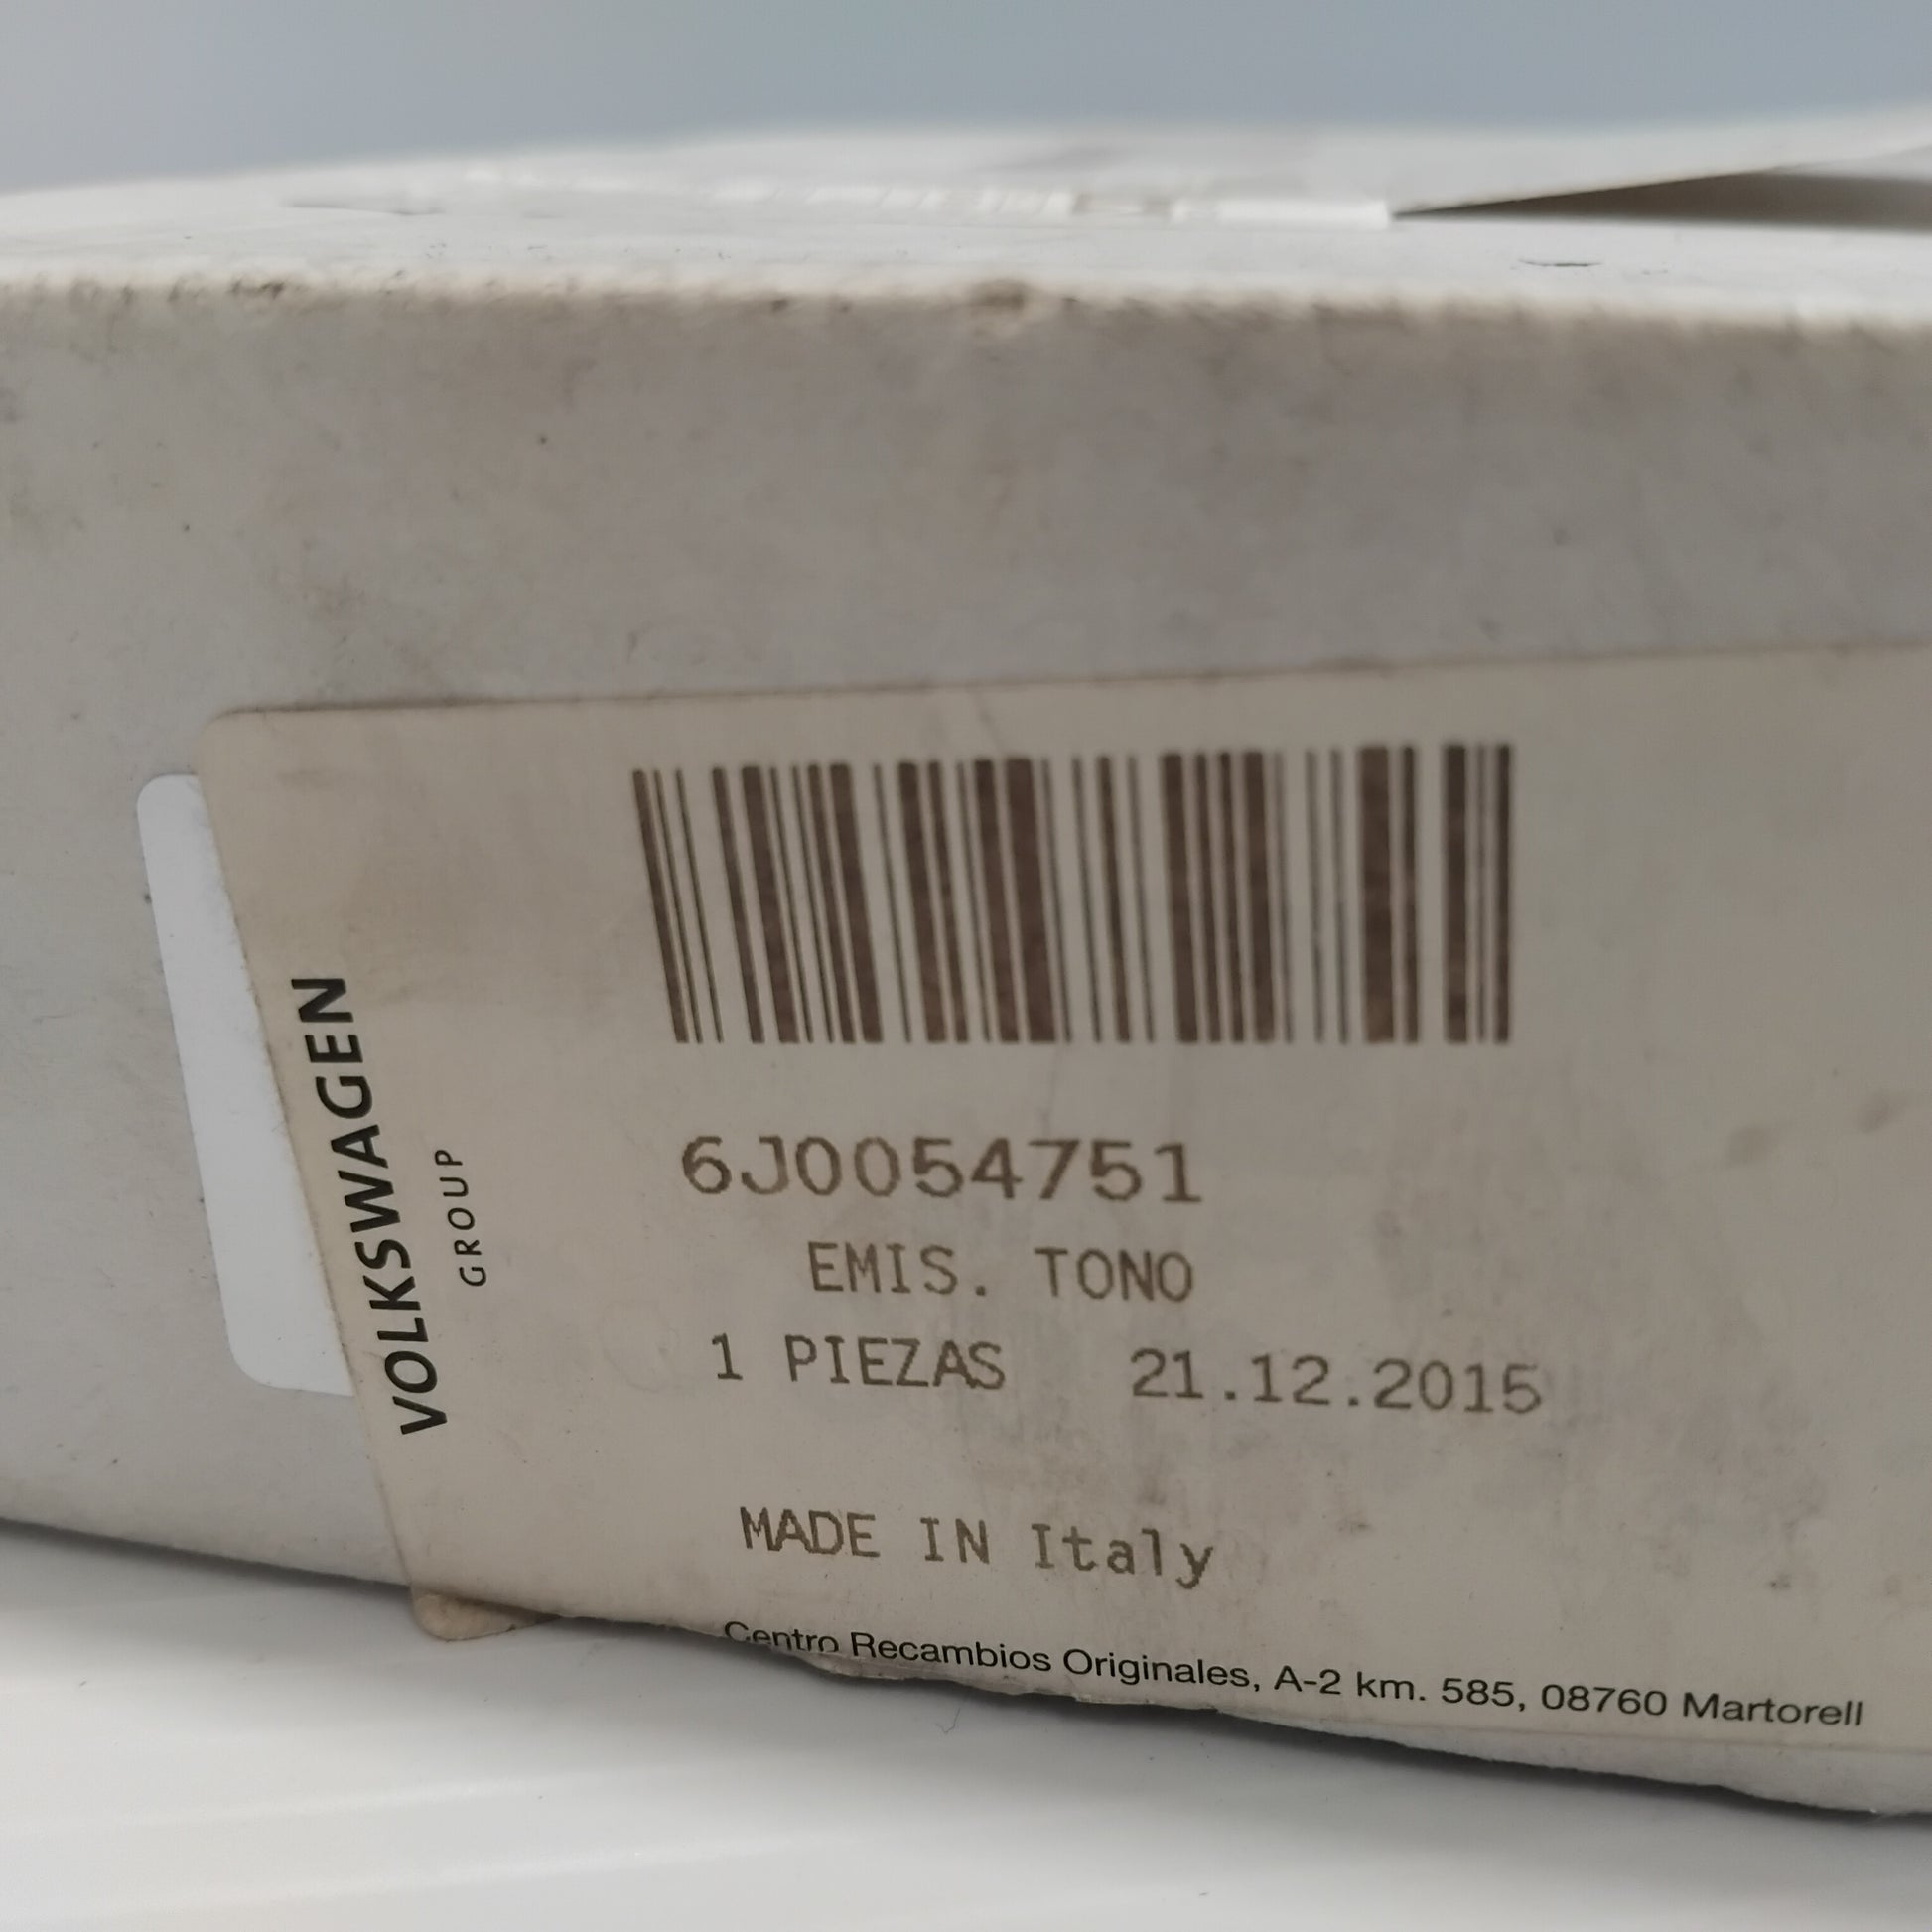 VOLKSWAGEN
GROUP
6J0054751
EMIS. TONO
1 PIEZAS 21.12.2015
MADE IN Italy
Centro Recambios Originales, A-2 km. 585, 08760 Martorell